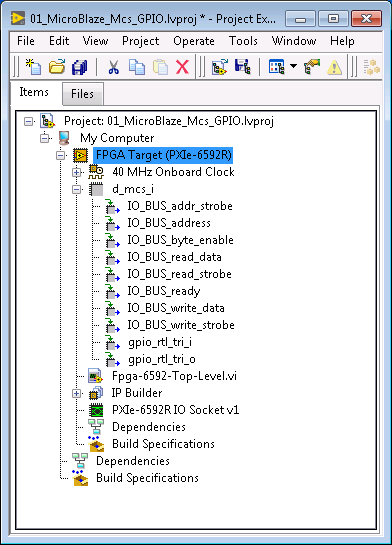 01_MicroBlaze_Mcs_GPIO.lvproj * - Project Ex...
File Edit View Project Operate Tools Window Help
Items Files
Project: 01_MicroBlaze_Mcs_GPIO.lvproj
My Computer
FPGA Target (PXIe-6592R)
40 MHz Onboard Clock
d_mcs_i
IO_BUS_addr_strobe
IO_BUS_address
IO_BUS_byte_enable
IO_BUS_read_data
IO_BUS_read_strobe
IO_BUS_ready
IO_BUS_write_data
IO_BUS_write_strobe
gpio_rtl_tri_i
gpio_rtl_tri_o
Fpga-6592-Top-Level.vi
IP Builder
PXIe-6592R IO Socket v1
Dependencies
Build Specifications
Dependencies
Build Specifications